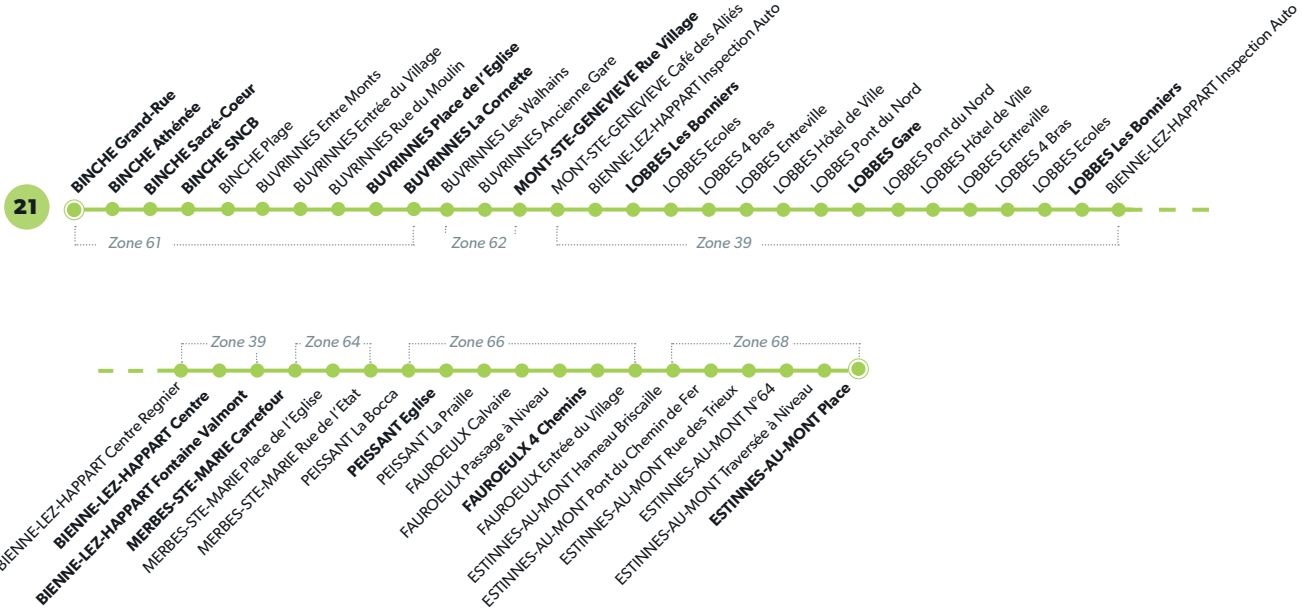 21
BINCHE Grand-Rue
BINCHE Athénée
BINCHE Sacré-Coeur
BINCHE SNCB
BINCHE Plage
BUVRINNES Entre Monts
BUVRINNES Entrée du Village
BUVRINNES Rue du Moulin
BUVRINNES Place de l'Eglise
BUVRINNES La Cornette
BUVRINNES Les Walhains
BUVRINNES Ancienne Gare
MONT-STE-GENEVIEVE Rue Village
MONT-STE-GENEVIEVE Café des Alliés
BIENNE-LEZ-HAPPART Inspection Auto
LOBBES Les Bonniers
LOBBES Ecoles
LOBBES 4 Bras
LOBBES Entreville
LOBBES Hôtel de Ville
LOBBES Pont du Nord
LOBBES Gare
LOBBES Pont du Nord
LOBBES Hôtel de Ville
LOBBES Entreville
LOBBES 4 Bras
LOBBES Ecoles
LOBBES Les Bonniers
BIENNE-LEZ-HAPPART Inspection Auto
Zone 61
Zone 62
Zone 39
Zone 39
Zone 64
Zone 66
Zone 68
BIENNE-LEZ-HAPPART Centre Regnier
BIENNE-LEZ-HAPPART Centre
BIENNE-LEZ-HAPPART Fontaine Valmont
MERBES-STE-MARIE Carrefour
MERBES-STE-MARIE Place de l'Eglise
MERBES-STE-MARIE Rue de l'Etat
PEISSANT La Bocca
PEISSANT Eglise
PEISSANT La Praille
FAUROEULX Calvaire
FAUROEULX Passage à Niveau
FAUROEULX 4 Chemins
FAUROEULX Entrée du Village
ESTINNES-AU-MONT Hameau Briscaille
ESTINNES-AU-MONT Pont du Chemin de Fer
ESTINNES-AU-MONT Rue des Trieux
ESTINNES-AU-MONT N°64
ESTINNES-AU-MONT Traversée à Niveau
ESTINNES-AU-MONT Place